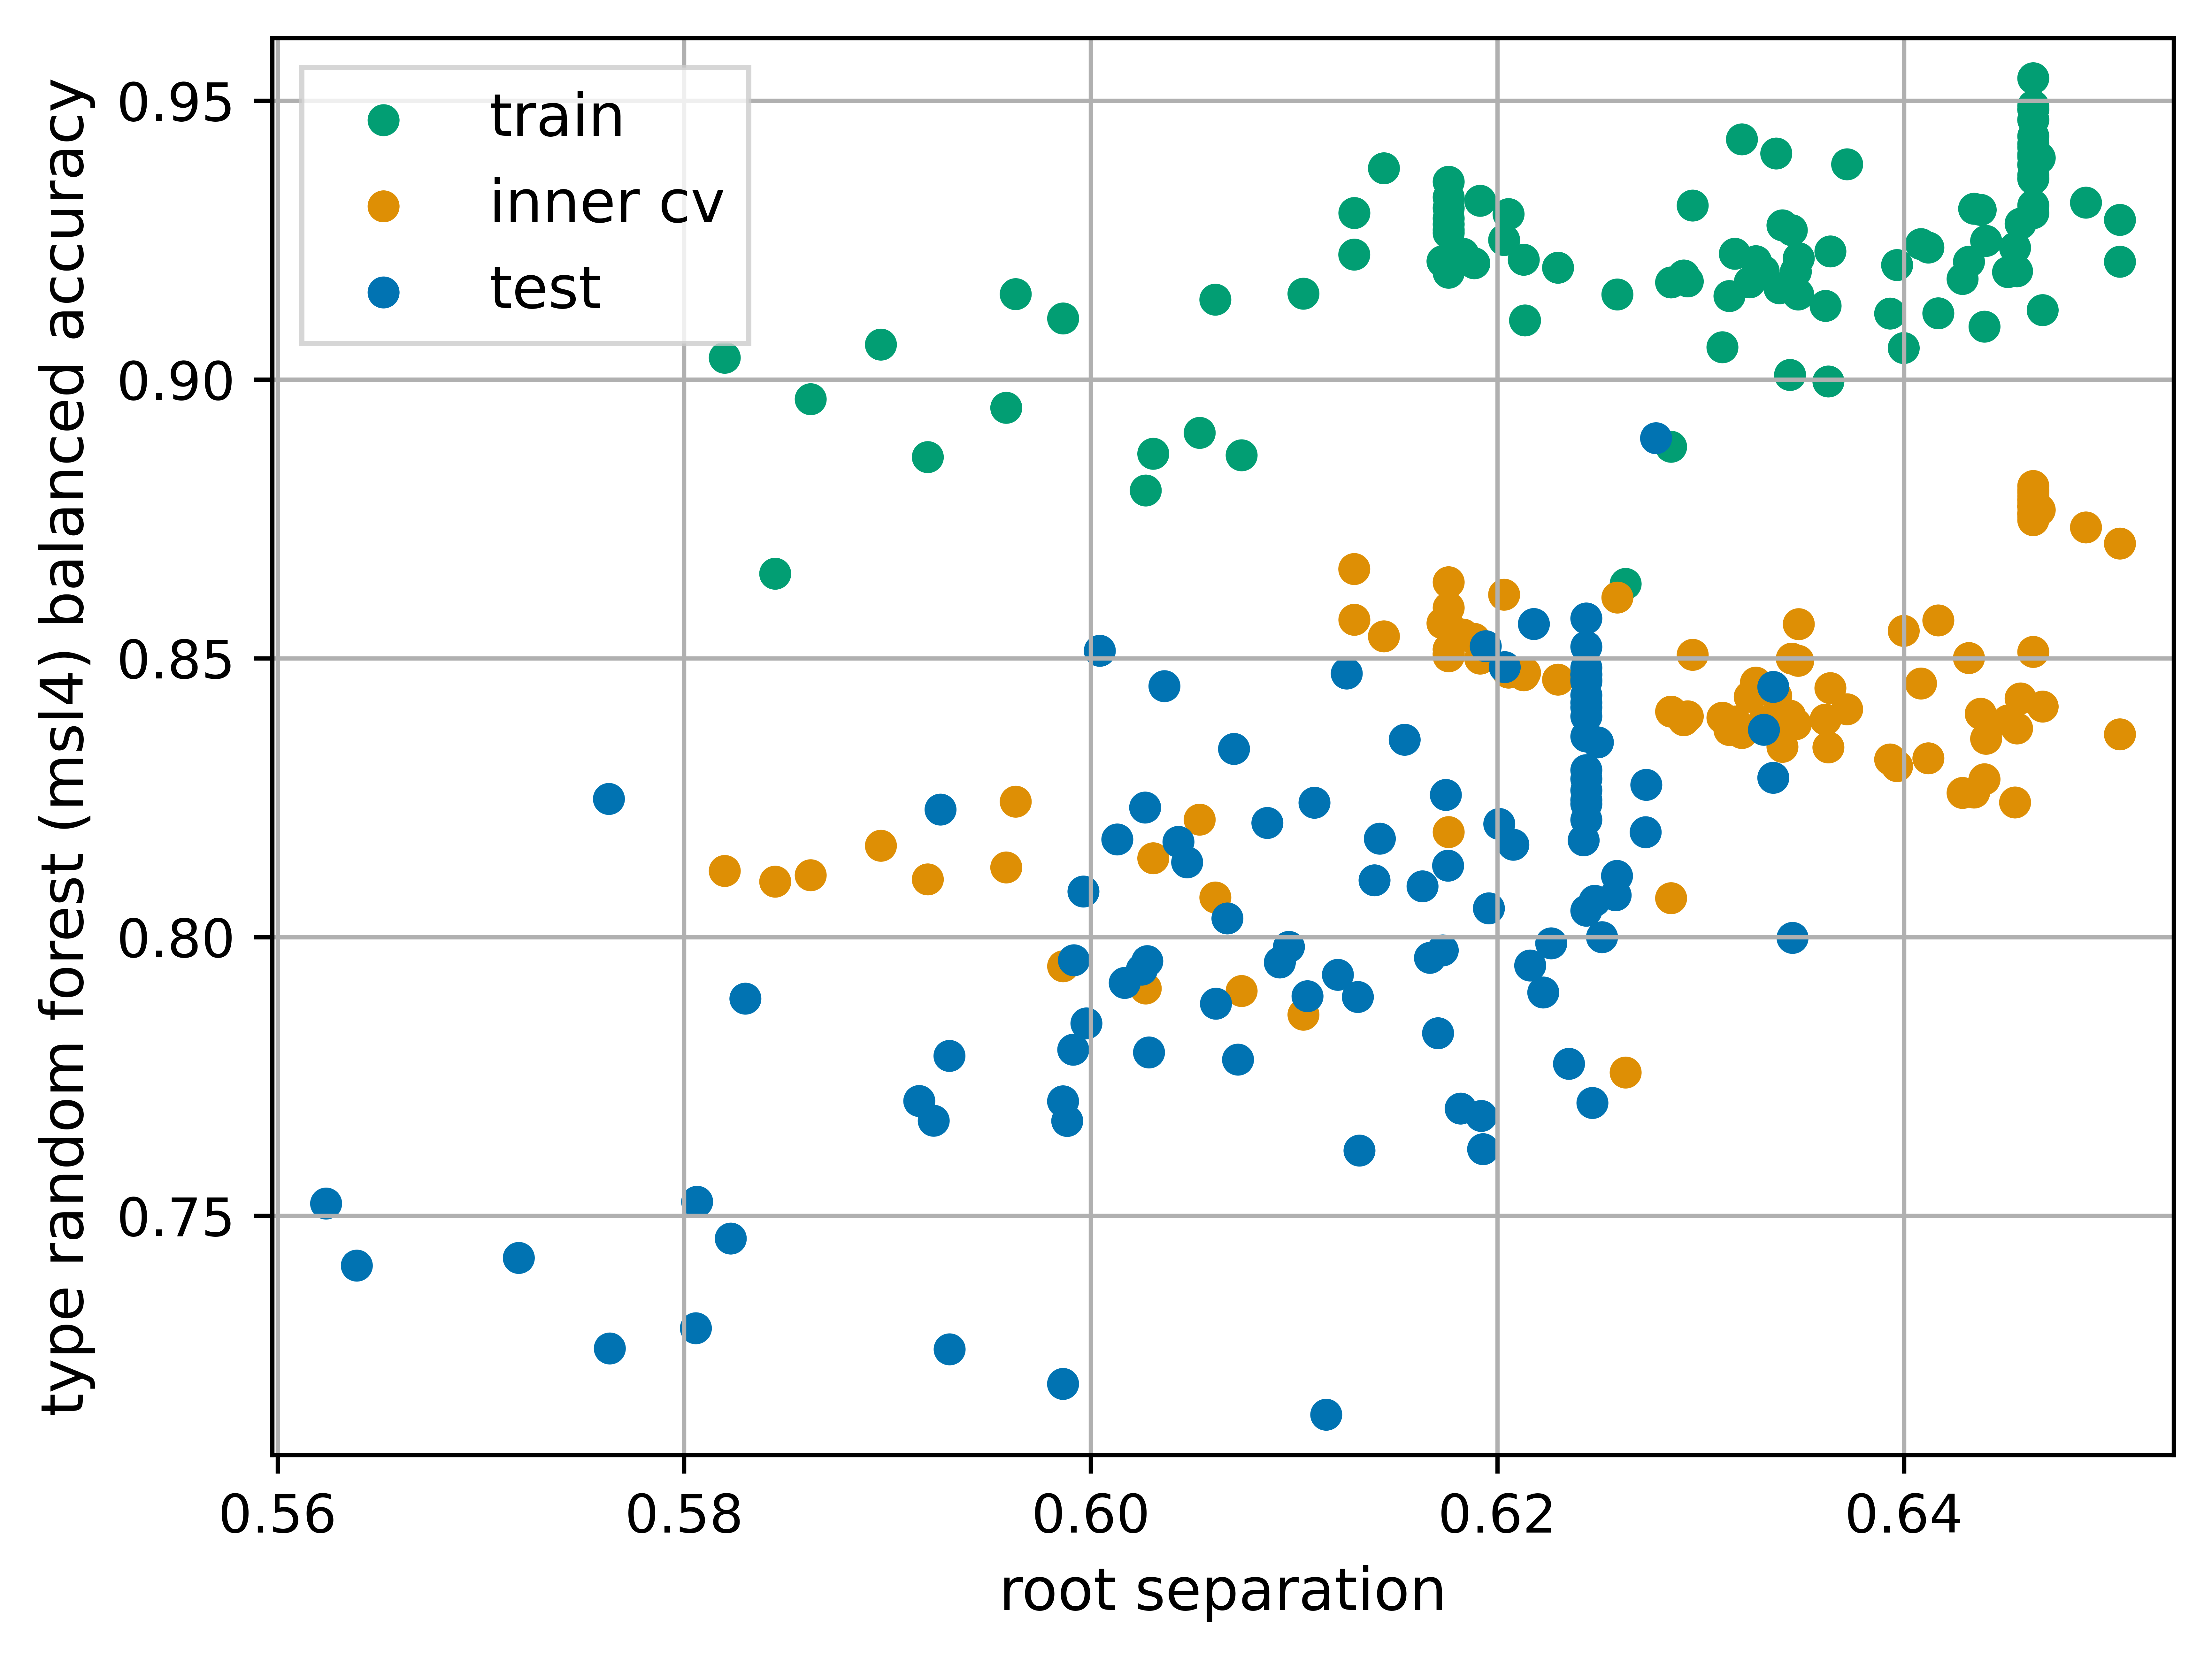 train
inner cv
test
0.95
0.90
0.85
0.80
0.75
type random forest (msl4) balanced accuracy
0.56
0.58
0.60
0.62
0.64
root separation